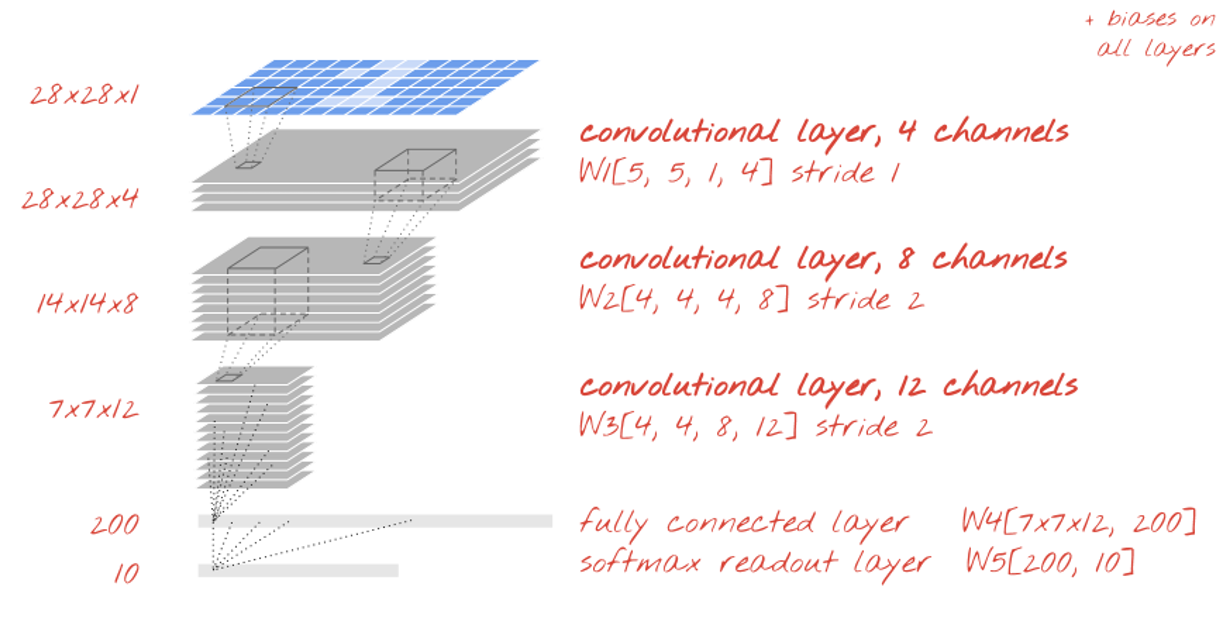 + biases on
all layers
28x28x1
convolutional layer, 4 channels
W1[5, 5, 1, 4] stride 1
28x28x4
convolutional layer, 8 channels
W2[4, 4, 4, 8] stride 2
14x14x8
convolutional layer, 12 channels
W3[4, 4, 8, 12] stride 2
7x7x12
200
fully connected layer W4[7x7x12, 200]
softmax readout layer W5[200, 10]
10